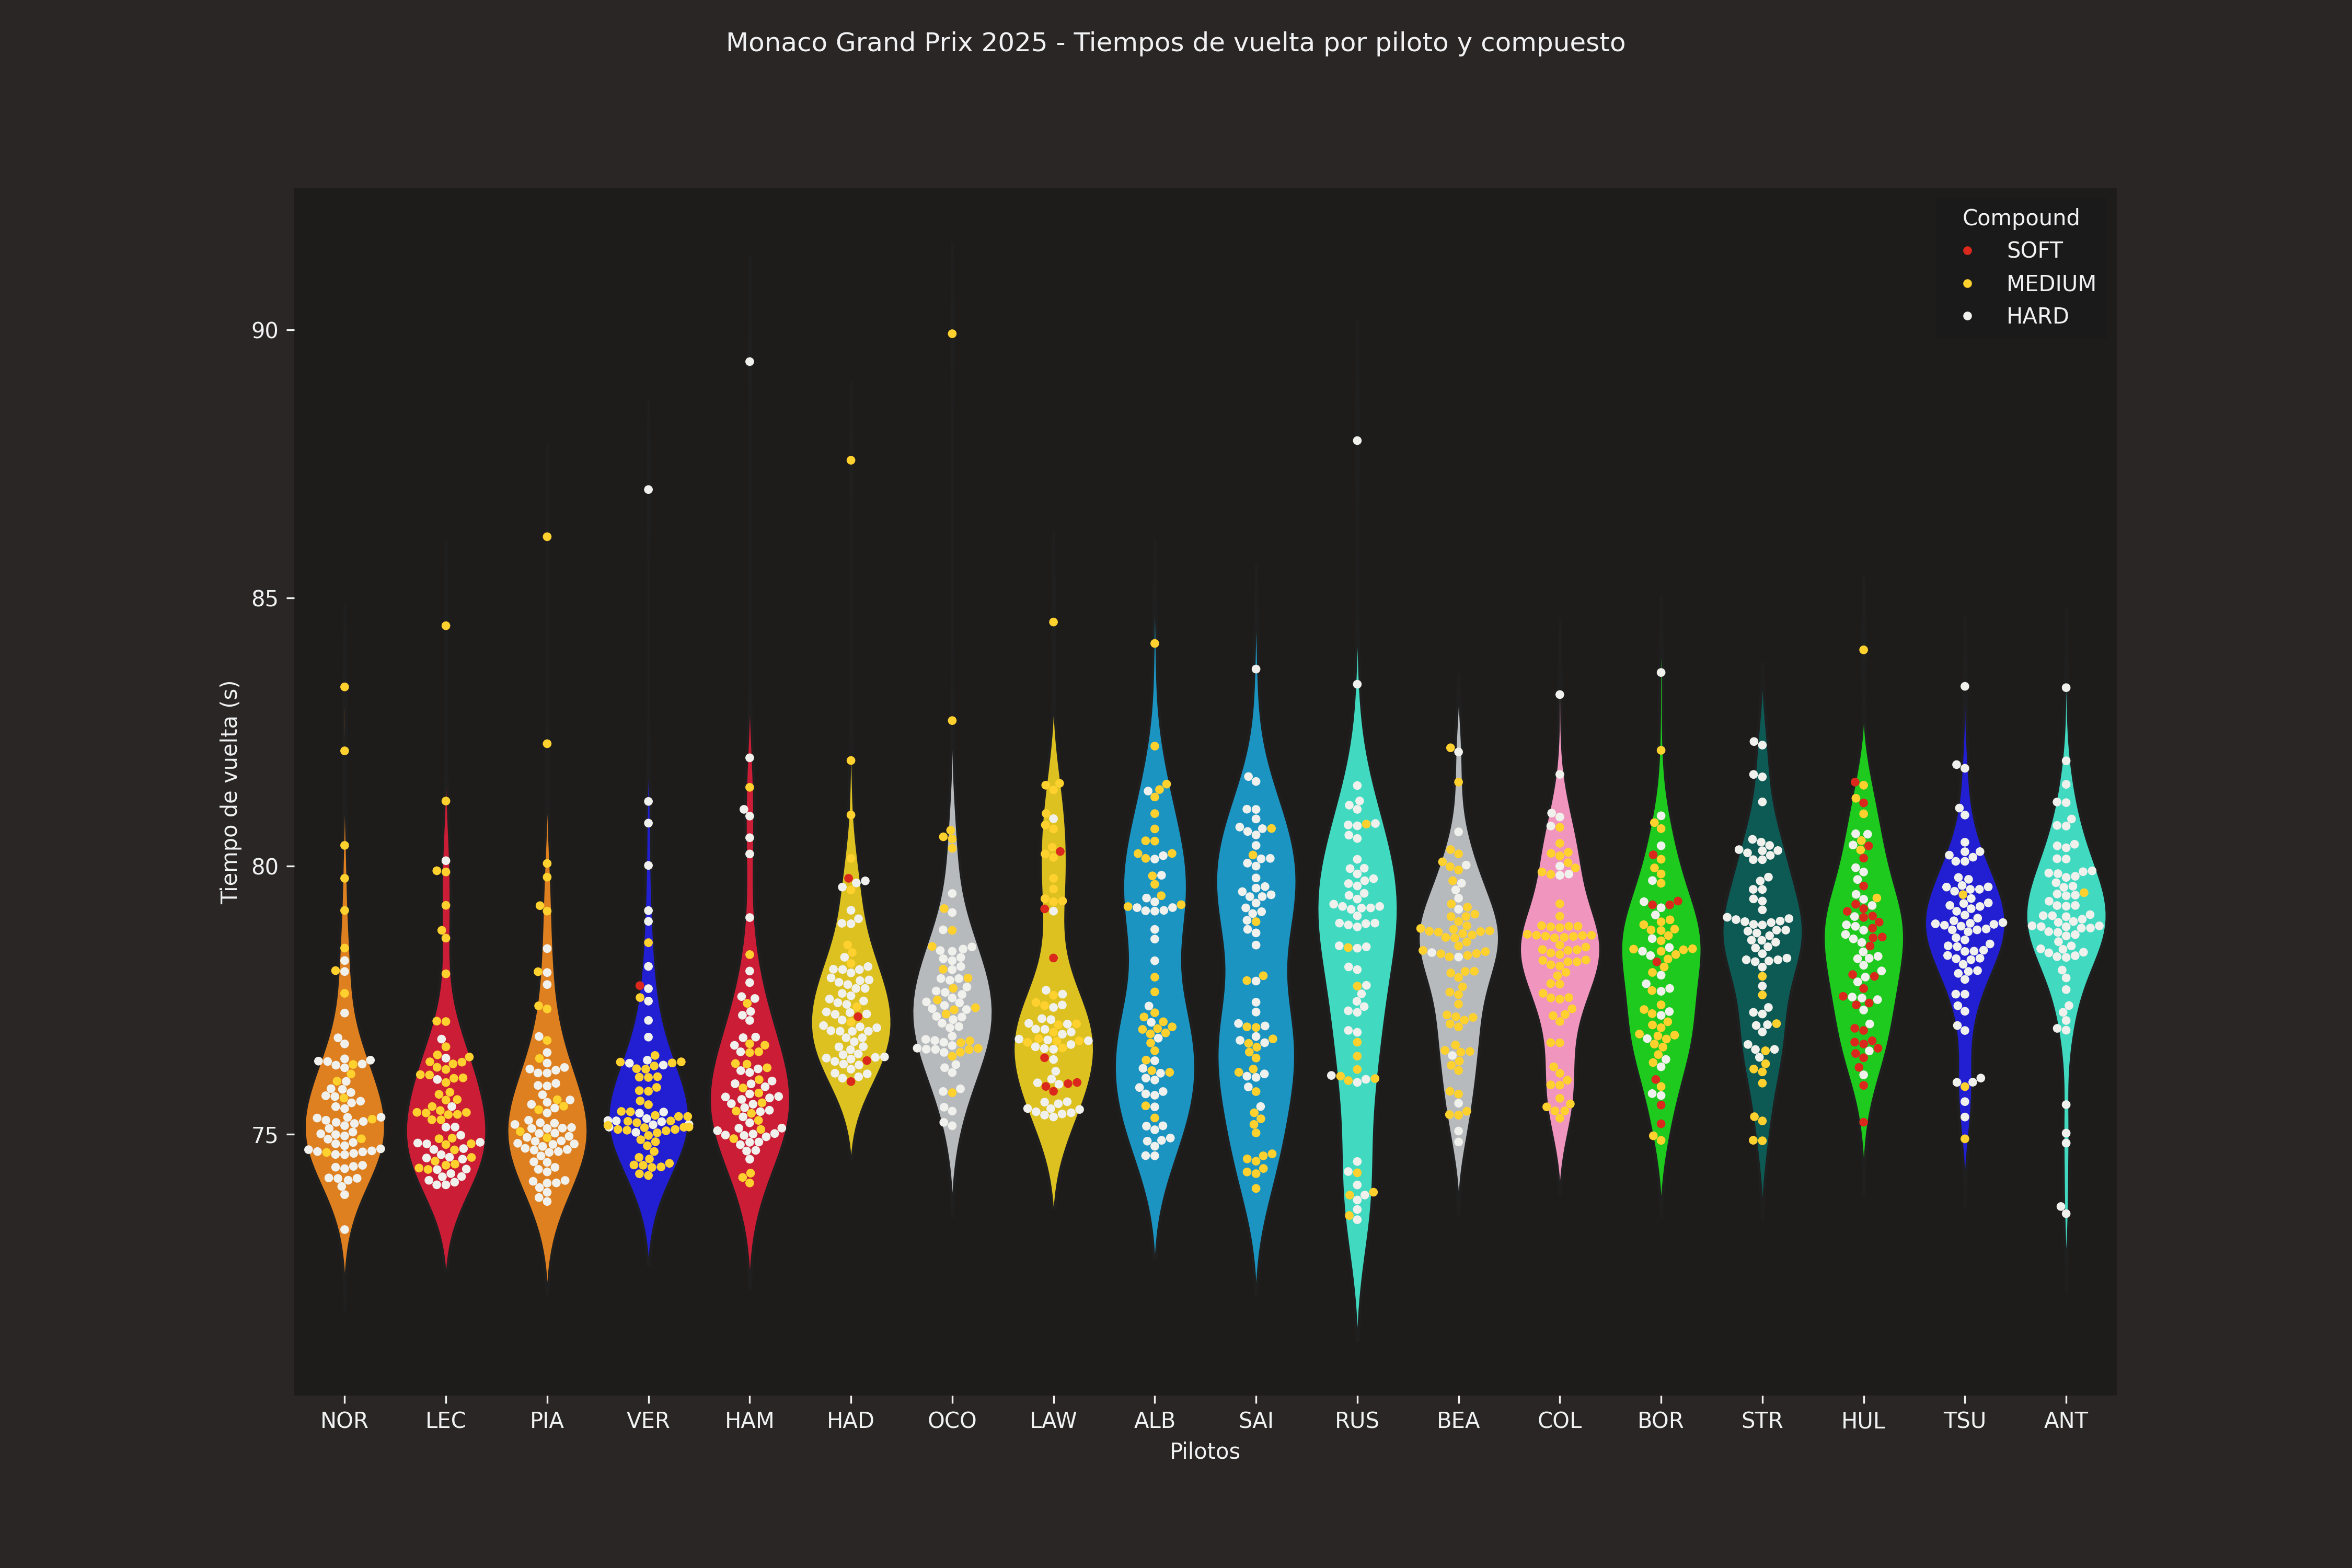 Monaco Grand Prix 2025 - Tiempos de vuelta por piloto y compuesto
Compound
SOFT
MEDIUM
HARD
90
85
80
75
Tiempo de vuelta (s)
NOR LEC PIA VER HAM HAD OCO LAW ALB SAI RUS BEA COL BOR STR HUL TSU ANT
Pilotos